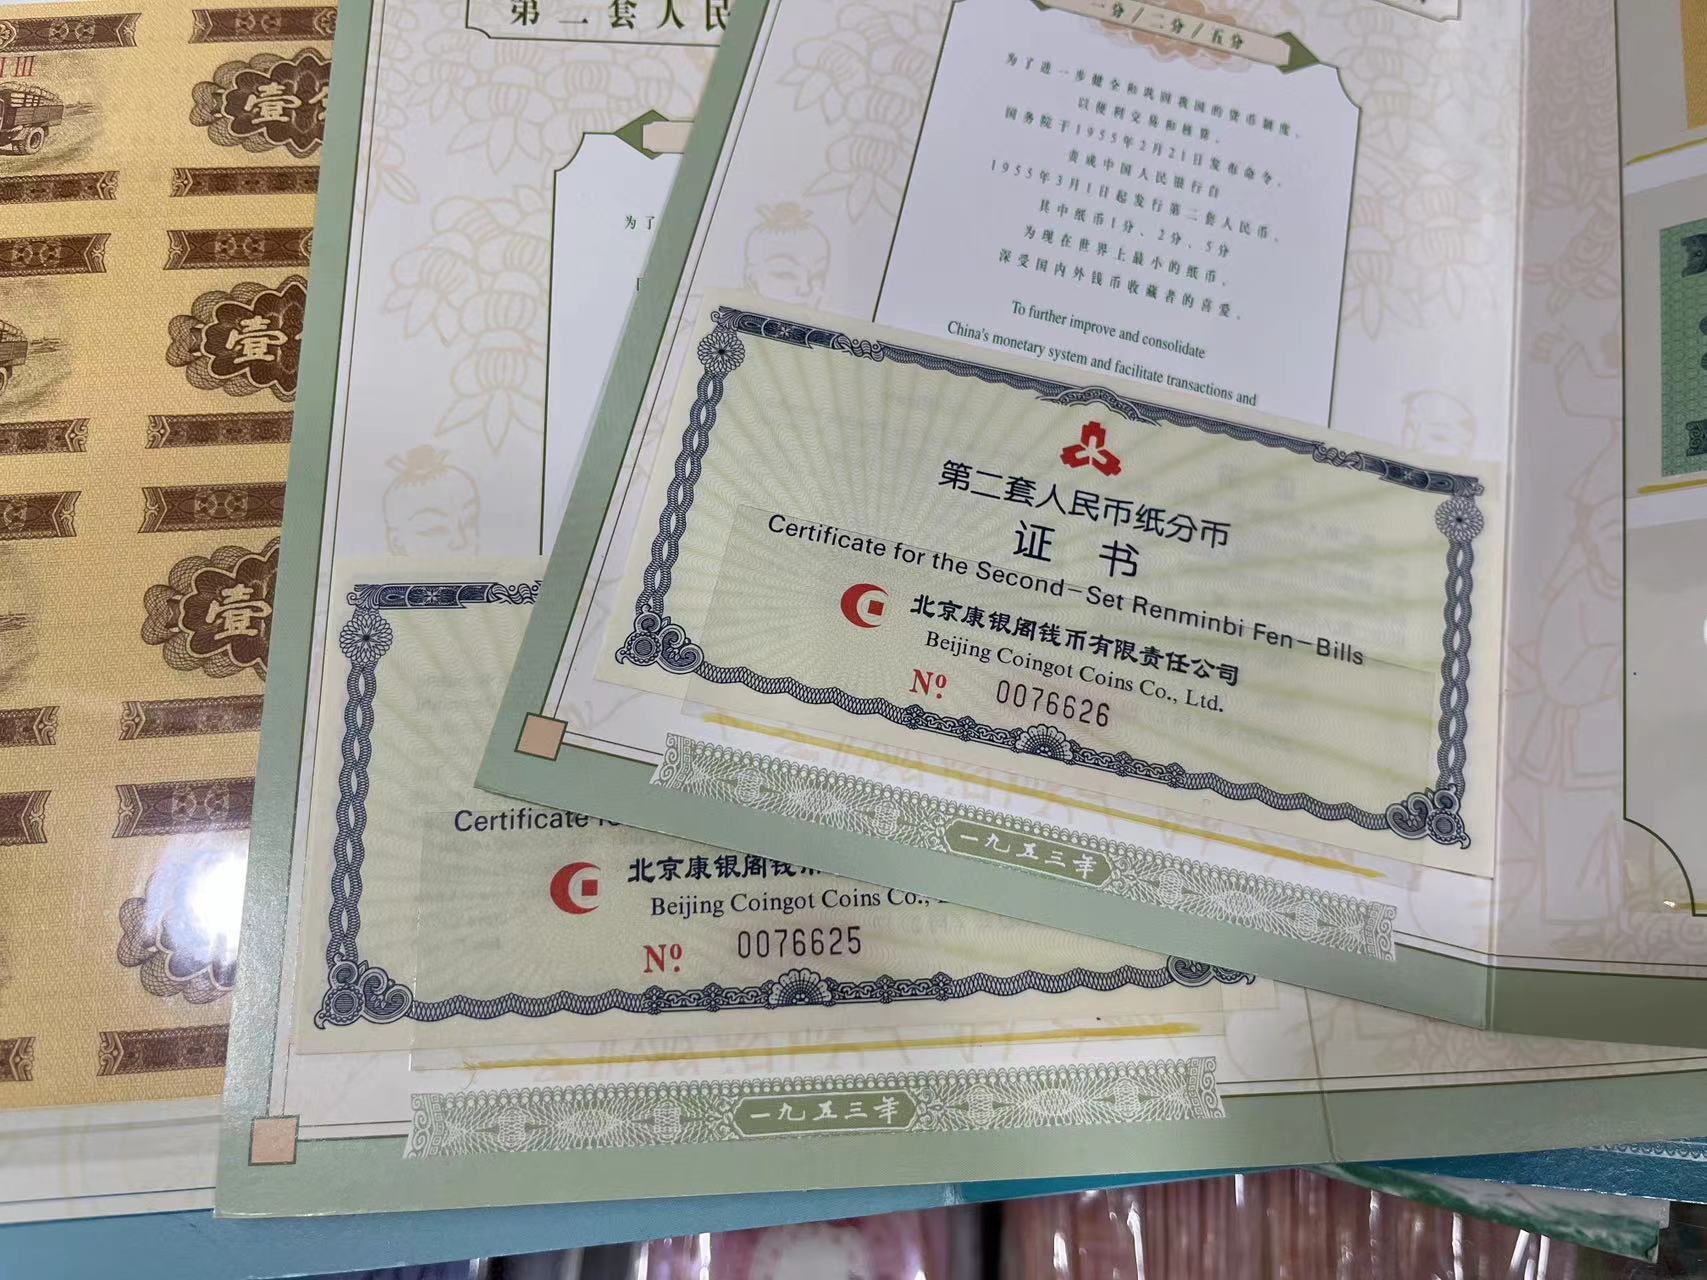 III
壹
壹
壹
第二套人民
为了
第二套人民币纸分币
证 书
Certificate for the Second-Set Renminbi Fen-Bills
北京康银阁钱币有限责任公司
Beijing Coingot Coins Co., Ltd.
Nº 0076626
一九五三年
一分/二分/五分
为了进一步健全和巩固我国的货币制度，
以便利交易和核算，
国务院于1955年2月21日发布命令，
责成中国人民银行自
1955年3月1日起发行第二套人民币，
其中纸币1分、2分、5分
为现在世界上最小的纸币，
深受国内外钱币收藏者的喜爱。
To further improve and consolidate
China's monetary system and facilitate transactions and
Certificate
北京康银阁钱
Beijing Coingot Coins Co.,
Nº 0076625
一九五三年